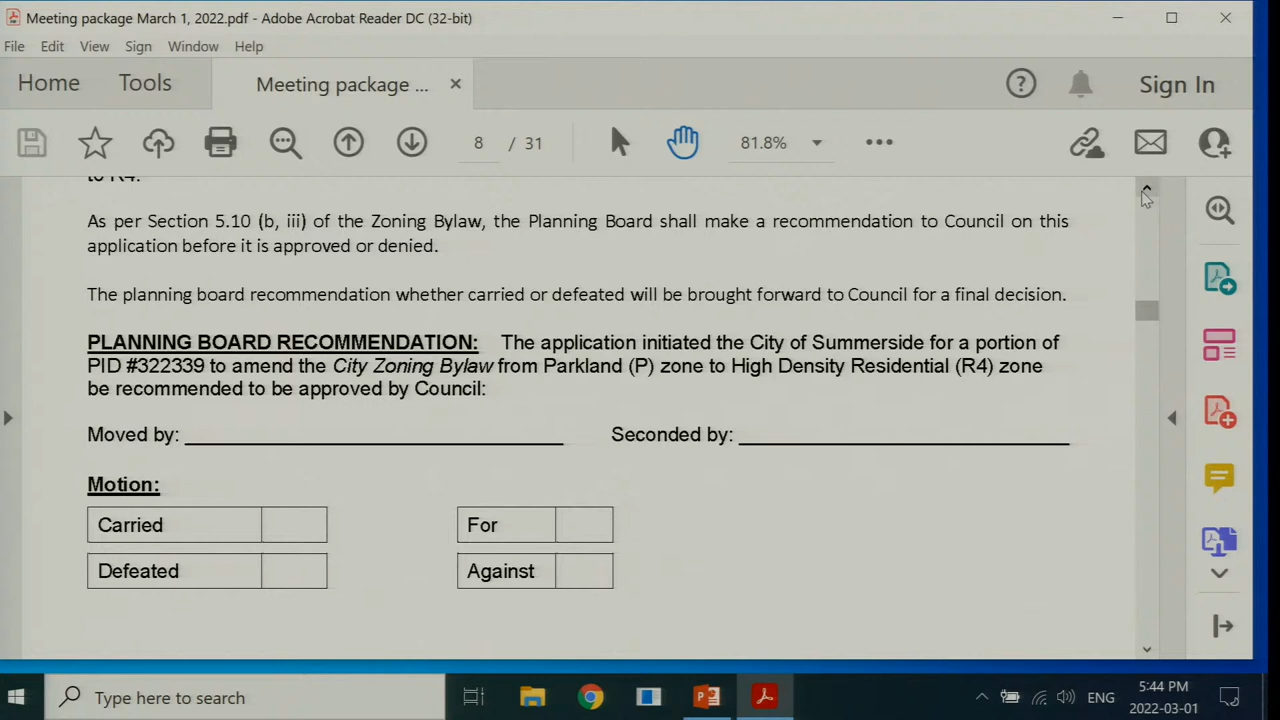 Meeting package March 1, 2022.pdf - Adobe Acrobat Reader DC (32-bit)
File Edit View Sign Window Help
Home Tools Meeting package ... × Sign In
8 / 31 81.8%
to R4.
As per Section 5.10 (b, iii) of the Zoning Bylaw, the Planning Board shall make a recommendation to Council on this
application before it is approved or denied.
The planning board recommendation whether carried or defeated will be brought forward to Council for a final decision.
PLANNING BOARD RECOMMENDATION: The application initiated the City of Summerside for a portion of
PID #322339 to amend the City Zoning Bylaw from Parkland (P) zone to High Density Residential (R4) zone
be recommended to be approved by Council:
Moved by: Seconded by:
Motion:
Carried For
Defeated Against
Type here to search ENG 5:44 PM
2022-03-01